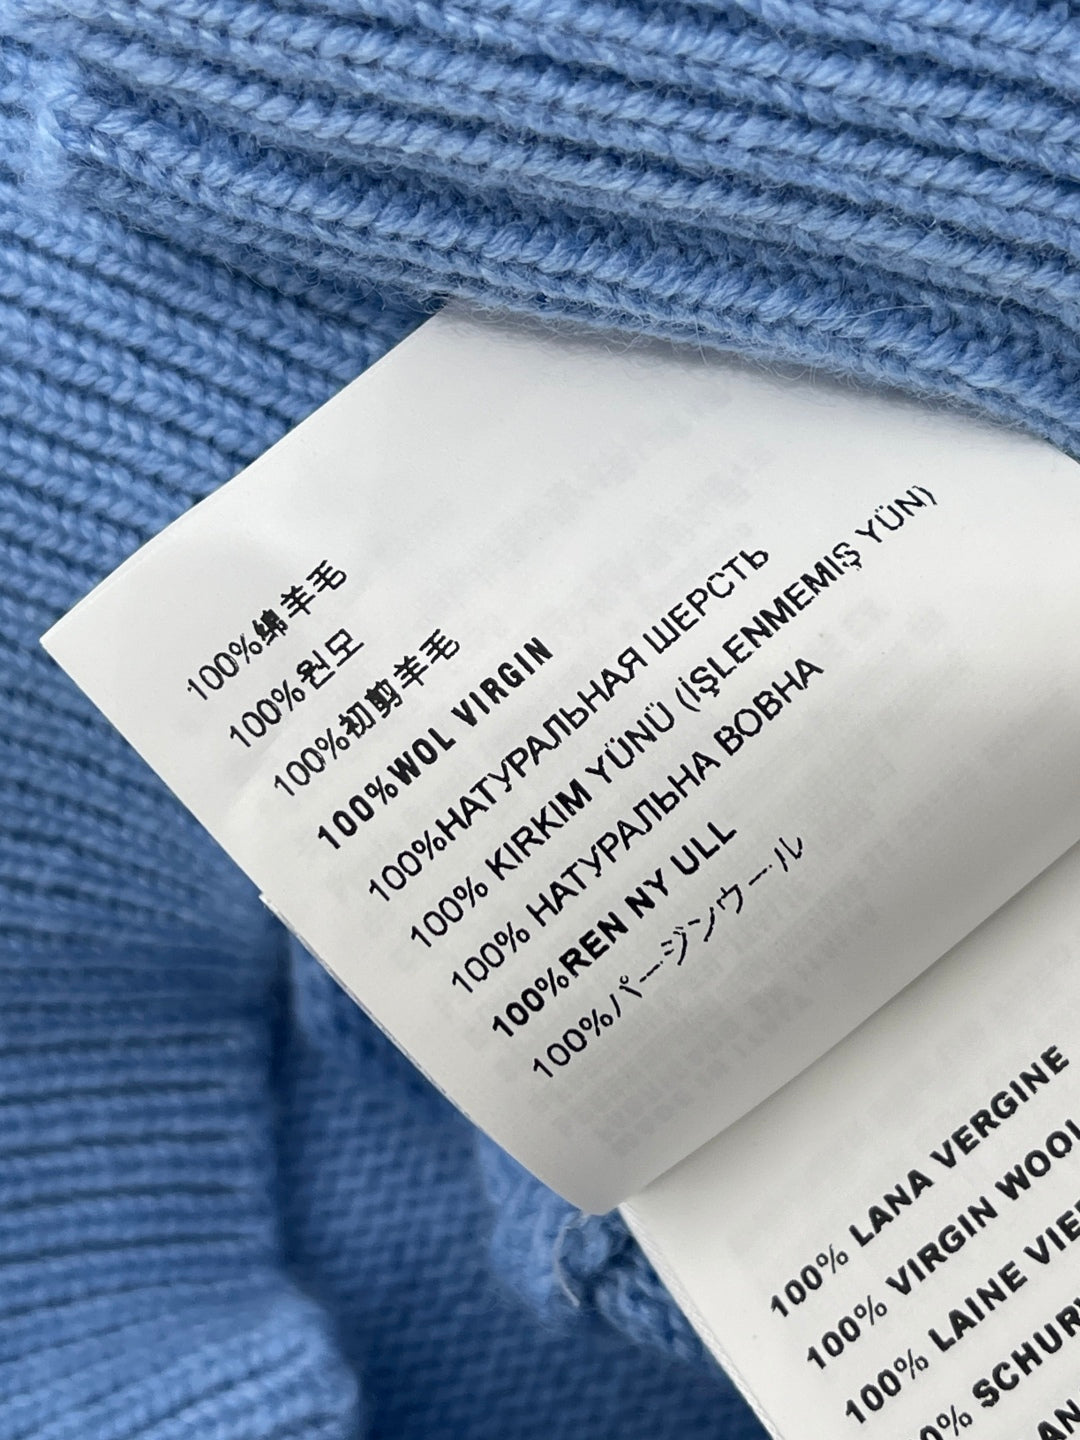 100%绵羊毛
100%원모
100%初剪羊毛
100%WOL VIRGIN
100%НАТУРАЛЬНАЯ ШЕРСТЬ
100% KIRKIM YÜNÜ (İŞLENMEMİŞ YÜN)
100% НАТУРАЛЬНА ВОВНА
100%REN NY ULL
100%バージンウール
100% LANA VERGINE
100% VIRGIN WOOL
100% LAINE